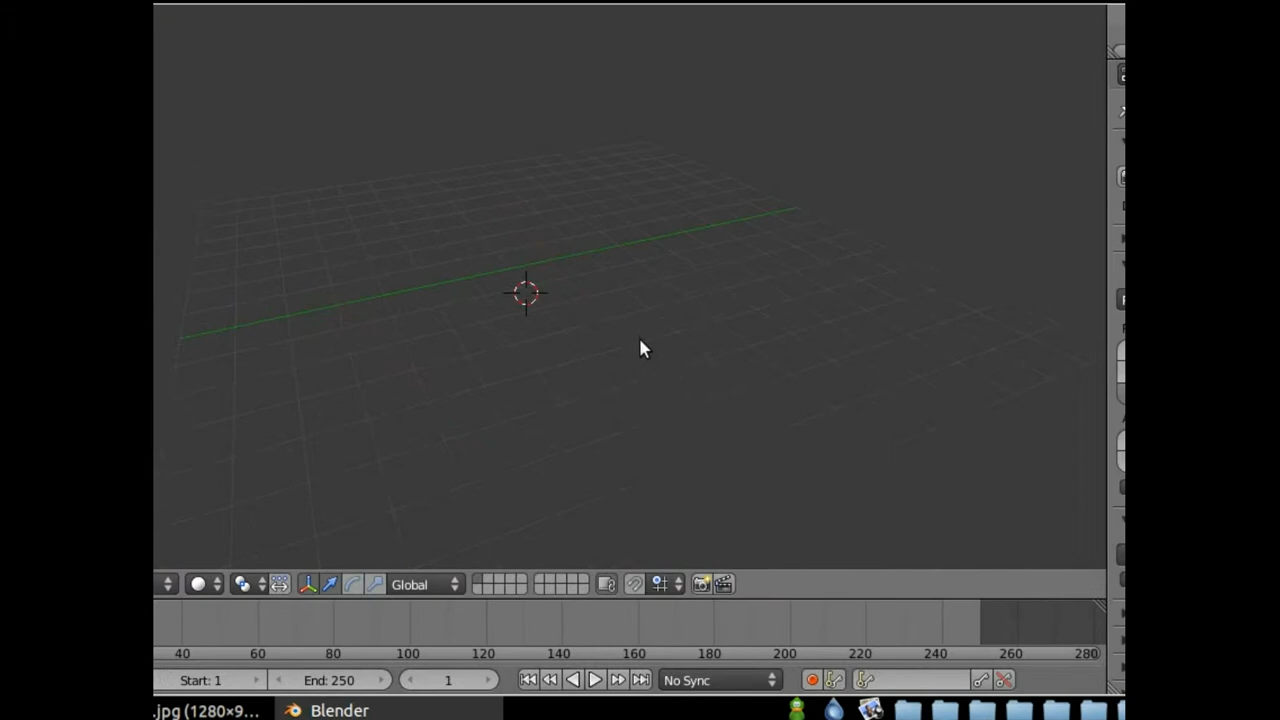 Global
40 60 80 100 120 140 160 180 200 220 240 260 280
Start: 1 End: 250 1 No Sync
.jpg (1280×9... Blender